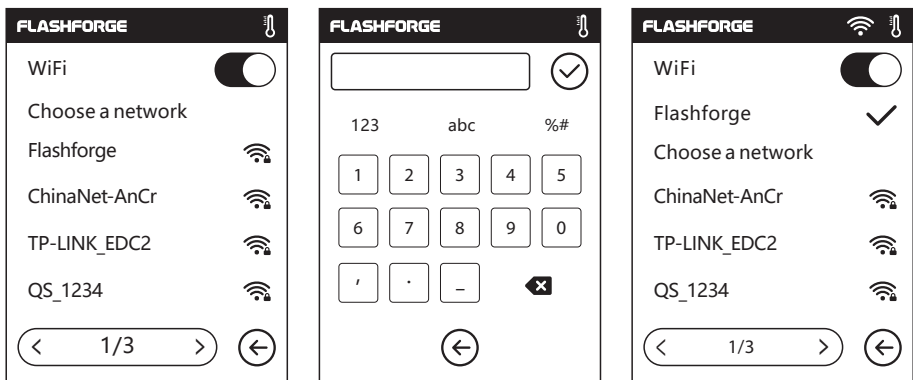 FLASHFORGE
WiFi
Choose a network
Flashforge
ChinaNet-AnCr
TP-LINK_EDC2
QS_1234
1/3
FLASHFORGE
123 abc %#
1 2 3 4 5
6 7 8 9 0
, . _
FLASHFORGE
WiFi
Flashforge
Choose a network
ChinaNet-AnCr
TP-LINK_EDC2
QS_1234
1/3